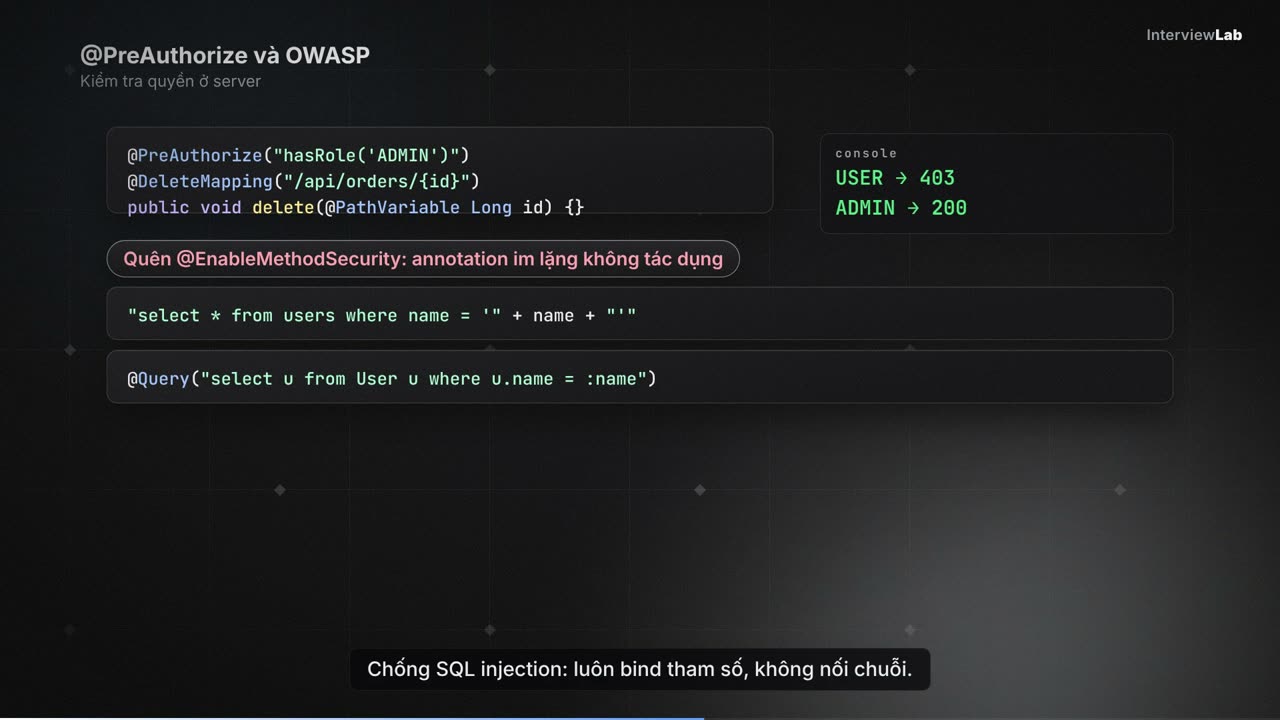 InterviewLab
@PreAuthorize và OWASP
Kiểm tra quyền ở server
@PreAuthorize("hasRole('ADMIN')")
@DeleteMapping("/api/orders/{id}")
public void delete(@PathVariable Long id) {}
console
USER → 403
ADMIN → 200
Quên @EnableMethodSecurity: annotation im lặng không tác dụng
"select * from users where name = '" + name + "'"
@Query("select u from User u where u.name = :name")
Chống SQL injection: luôn bind tham số, không nối chuỗi.